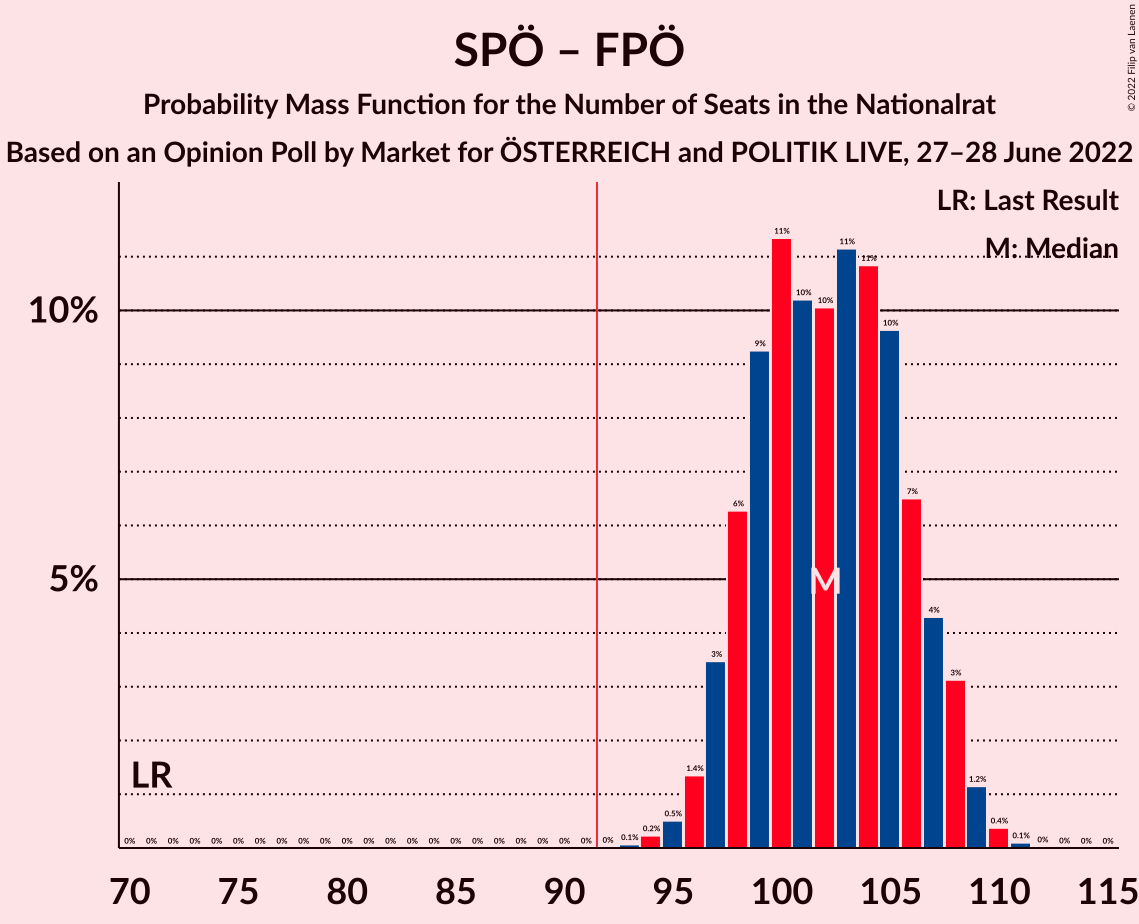 SPÖ – FPÖ
Probability Mass Function for the Number of Seats in the Nationalrat
Based on an Opinion Poll by Market for ÖSTERREICH and POLITIK LIVE, 27–28 June 2022
© 2022 Filip van Laenen
LR: Last Result
M: Median
10%
5%
LR
M
0% 0% 0% 0% 0% 0% 0% 0% 0% 0% 0% 0% 0% 0% 0% 0% 0% 0% 0% 0% 0% 0% 0% 0.1% 0.2% 0.5% 1.4% 3% 6% 9% 11% 10% 10% 11% 11% 10% 7% 4% 3% 1.2% 0.4% 0.1% 0% 0% 0% 0%
70 75 80 85 90 95 100 105 110 115